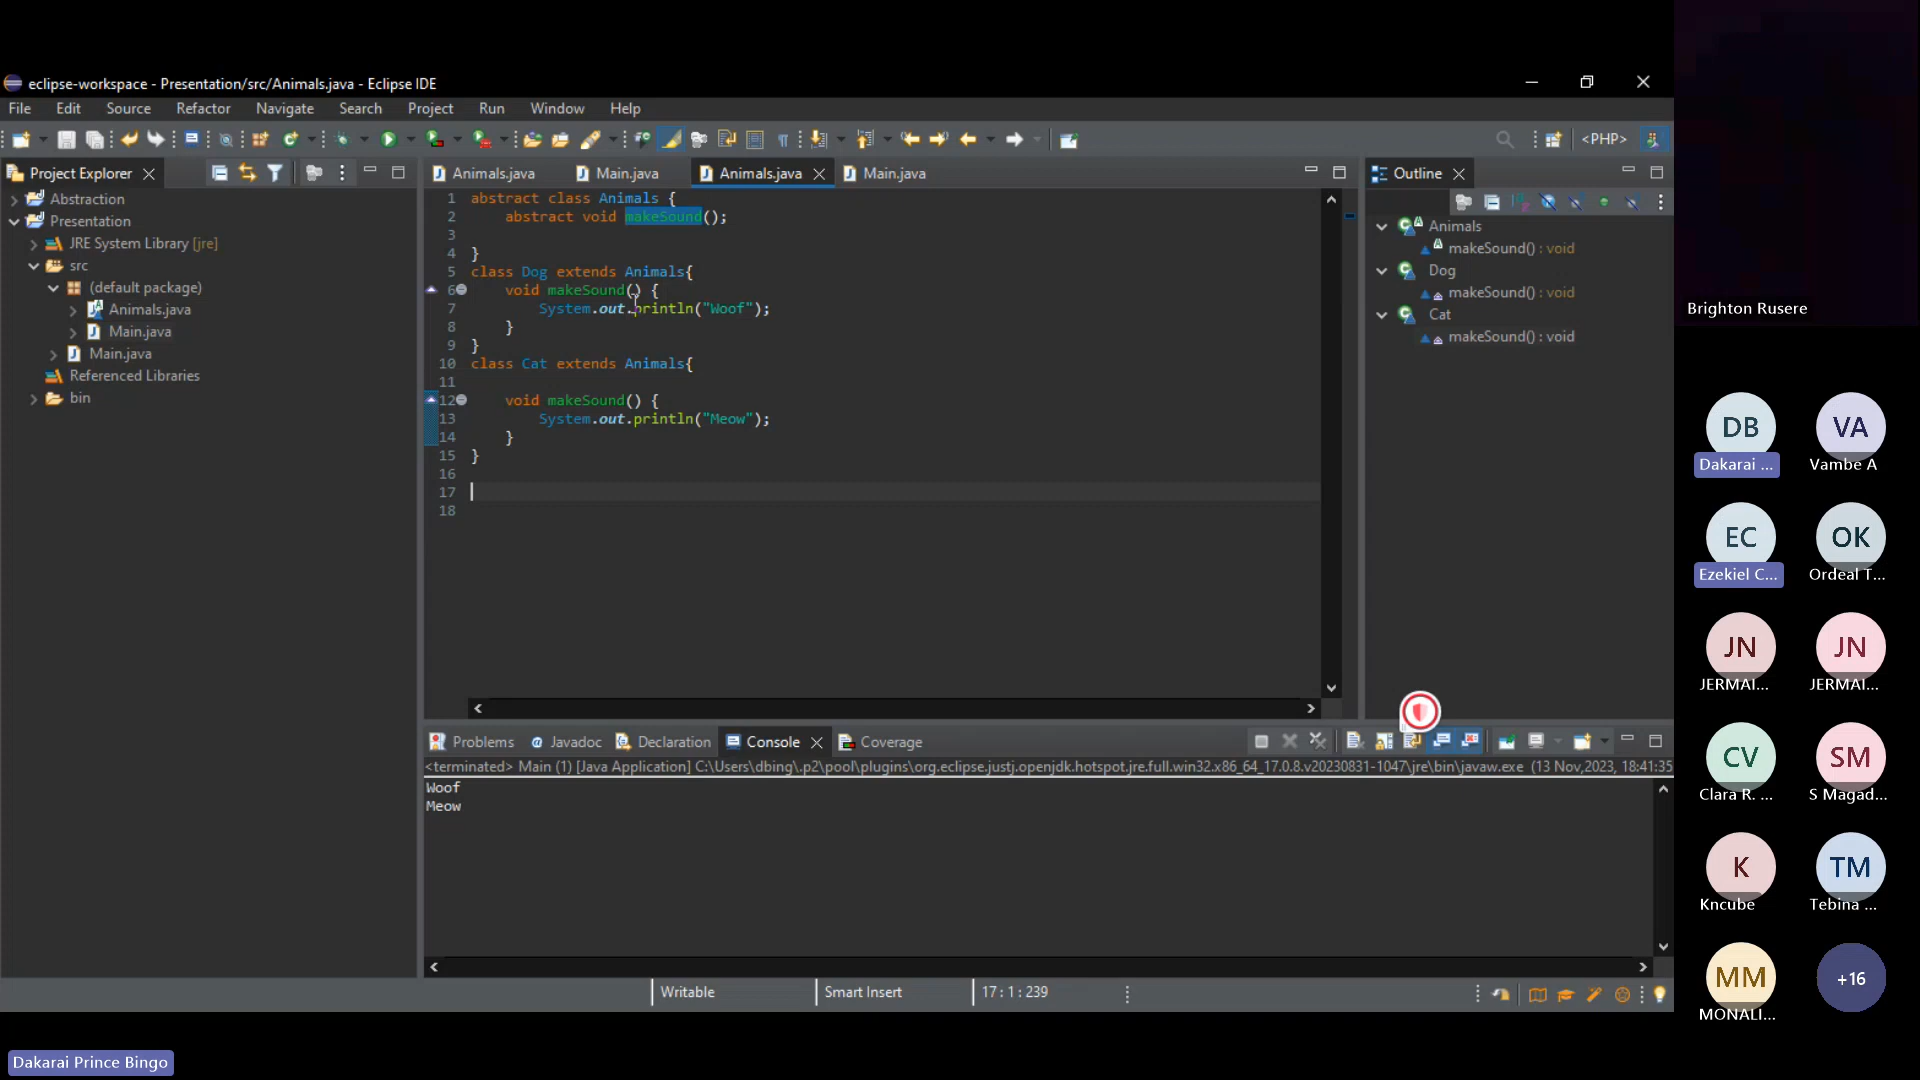 eclipse-workspace - Presentation/src/Animals.java - Eclipse IDE
File Edit Source Refactor Navigate Search Project Run Window Help
<PHP>
Project Explorer
Abstraction
Presentation
JRE System Library [jre]
src
(default package)
Animals.java
Main.java
Main.java
Referenced Libraries
bin
Animals.java Main.java Animals.java Main.java
1 abstract class Animals {
2 abstract void makeSound();
3
4 }
5 class Dog extends Animals{
6 void makeSound() {
7 System.out.println("Woof");
8 }
9 }
10 class Cat extends Animals{
11
12 void makeSound() {
13 System.out.println("Meow");
14 }
15 }
16
17
18
Outline
Animals
makeSound() : void
Dog
makeSound() : void
Cat
makeSound() : void
Problems @ Javadoc Declaration Console Coverage
<terminated> Main (1) [Java Application] C:\Users\dbing\.p2\pool\plugins\org.eclipse.justj.openjdk.hotspot.jre.full.win32.x86_64_17.0.8.v20230831-1047\jre\bin\javaw.exe (13 Nov,2023, 18:41:35
Woof
Meow
Writable Smart Insert 17 : 1 : 239
Brighton Rusere
DB VA
Dakarai ... Vambe A
EC OK
Ezekiel C... Ordeal T...
JN JN
JERMAI... JERMAI...
CV SM
Clara R. ... S Magad...
K TM
Kncube Tebina ...
MM +16
MONALI...
Dakarai Prince Bingo